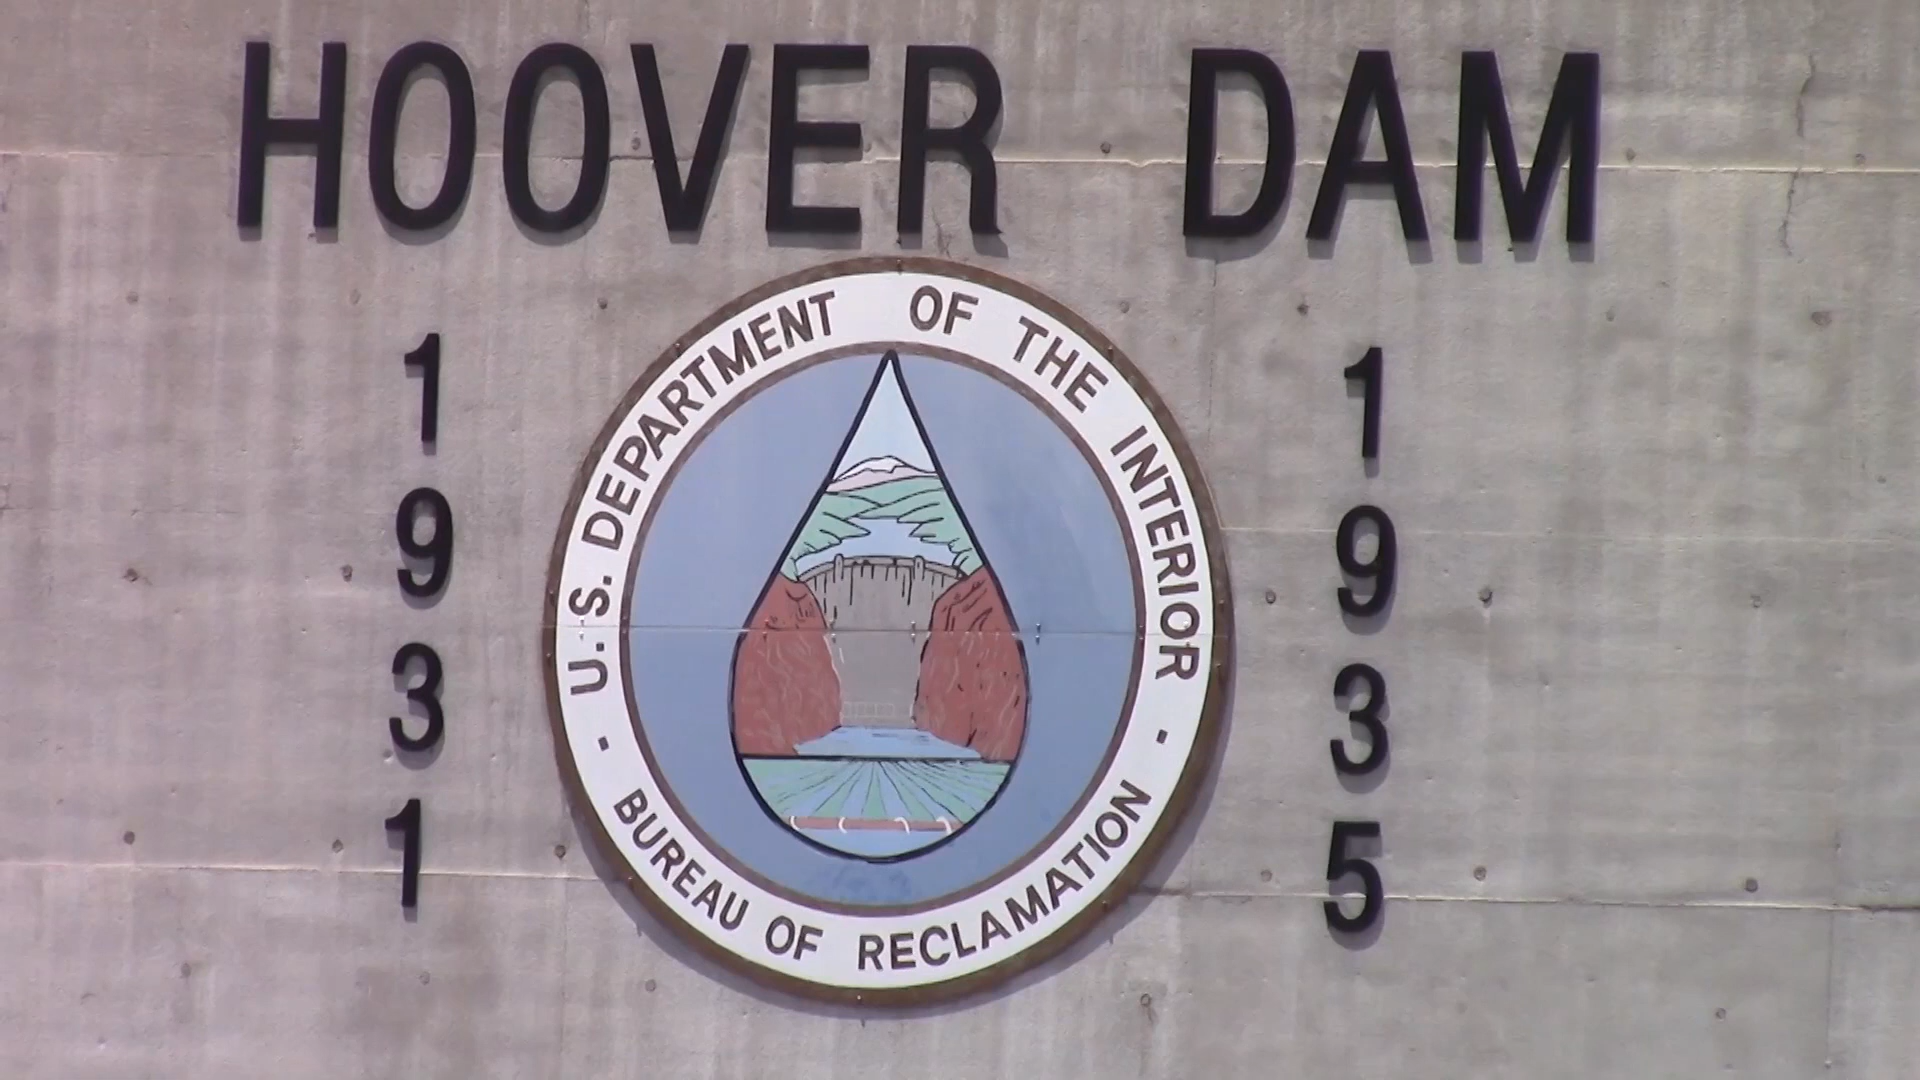 HOOVER DAM
1931
U.S. DEPARTMENT OF THE INTERIOR
· BUREAU OF RECLAMATION ·
1935